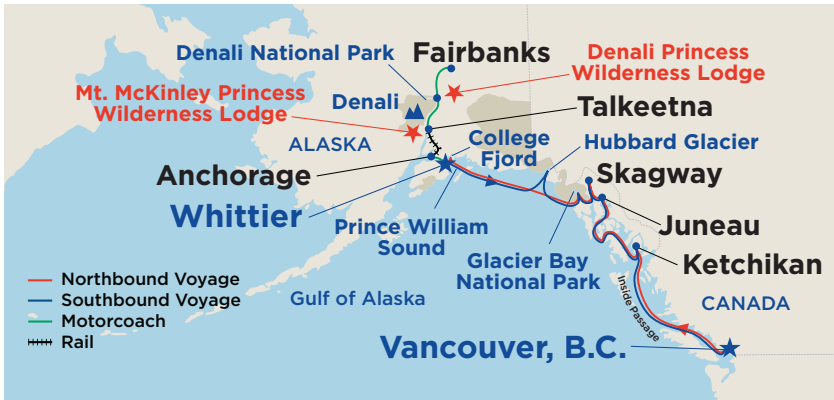 Denali National Park
Fairbanks
Denali Princess
Wilderness Lodge
Mt. McKinley Princess
Wilderness Lodge
Denali
Talkeetna
ALASKA
College
Fjord
Hubbard Glacier
Anchorage
Skagway
Whittier
Prince William
Sound
Juneau
Glacier Bay
National Park
Ketchikan
Northbound Voyage
Southbound Voyage
Motorcoach
Rail
Gulf of Alaska
Inside Passage
CANADA
Vancouver, B.C.